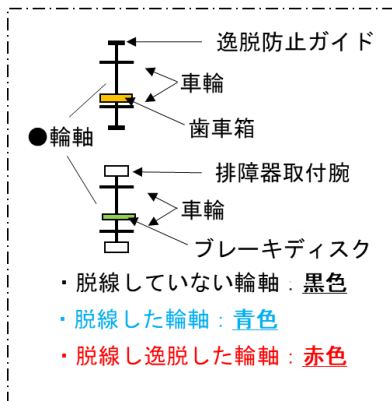 逸脱防止ガイド
車輪
歯車箱
●輪軸
排障器取付腕
車輪
ブレーキディスク
・脱線していない輪軸：黒色
・脱線した輪軸：青色
・脱線し逸脱した輪軸：赤色